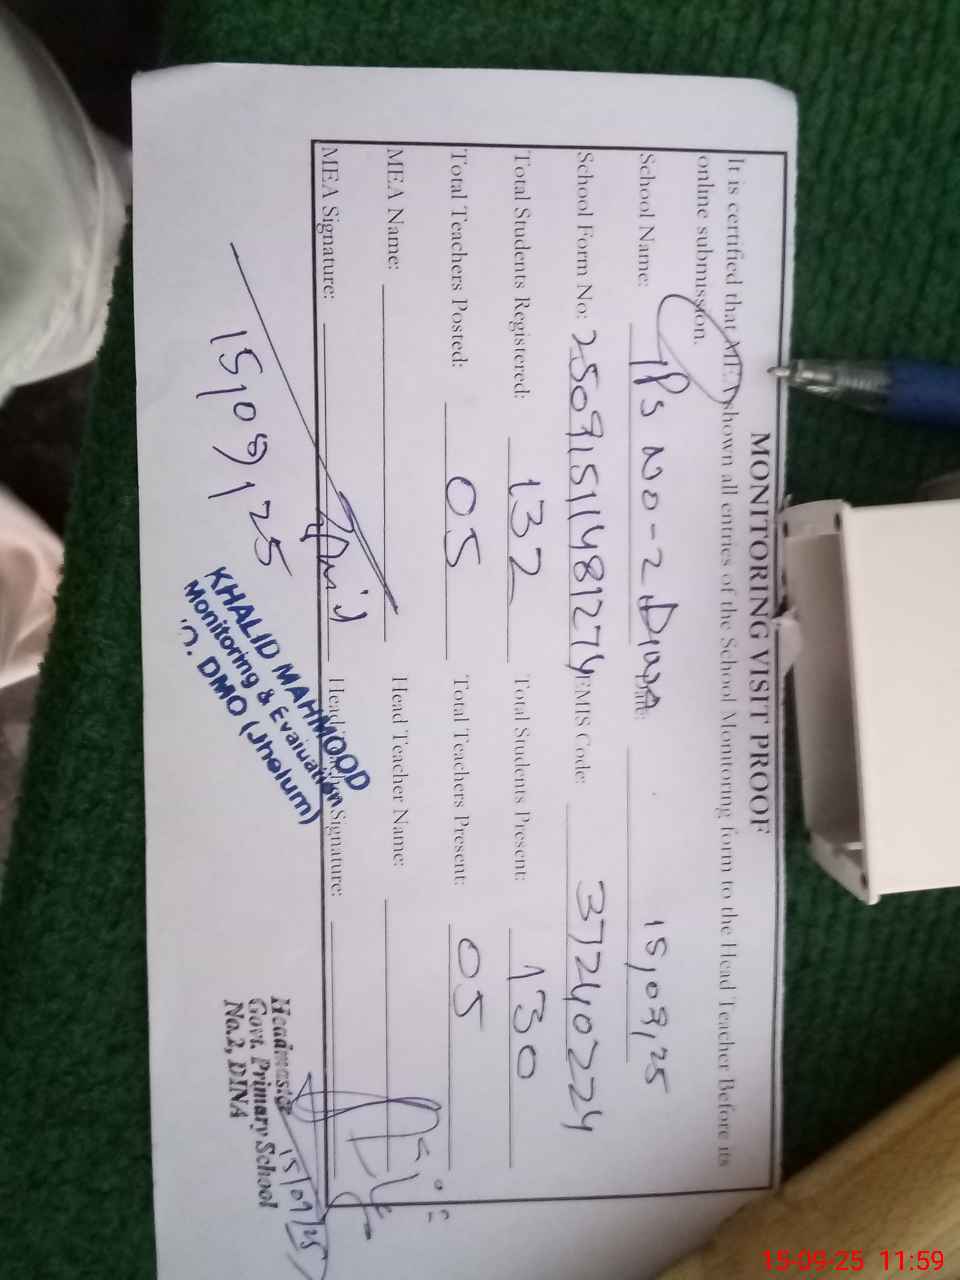 MONITORING VISIT PROOF
It is certified that MEA shown all entries of the School Monitoring form to the Head Teacher Before its
online submission.
School Name: GPS No-2 Dina Date: 15,09,25
School Form No: 2509151148127 EMIS Code: 37240224
Total Students Registered: 132 Total Students Present: 130
Total Teachers Posted: 05 Total Teachers Present: 05
MEA Name: Head Teacher Name:
MEA Signature: Head Teacher Signature:
15,09,25
KHALID MAHMOOD
Monitoring & Evaluation
O. DMO (Jhelum)
Headmaster
Govt. Primary School
No.2, DINA
15/09/25
15-09-25 11:59